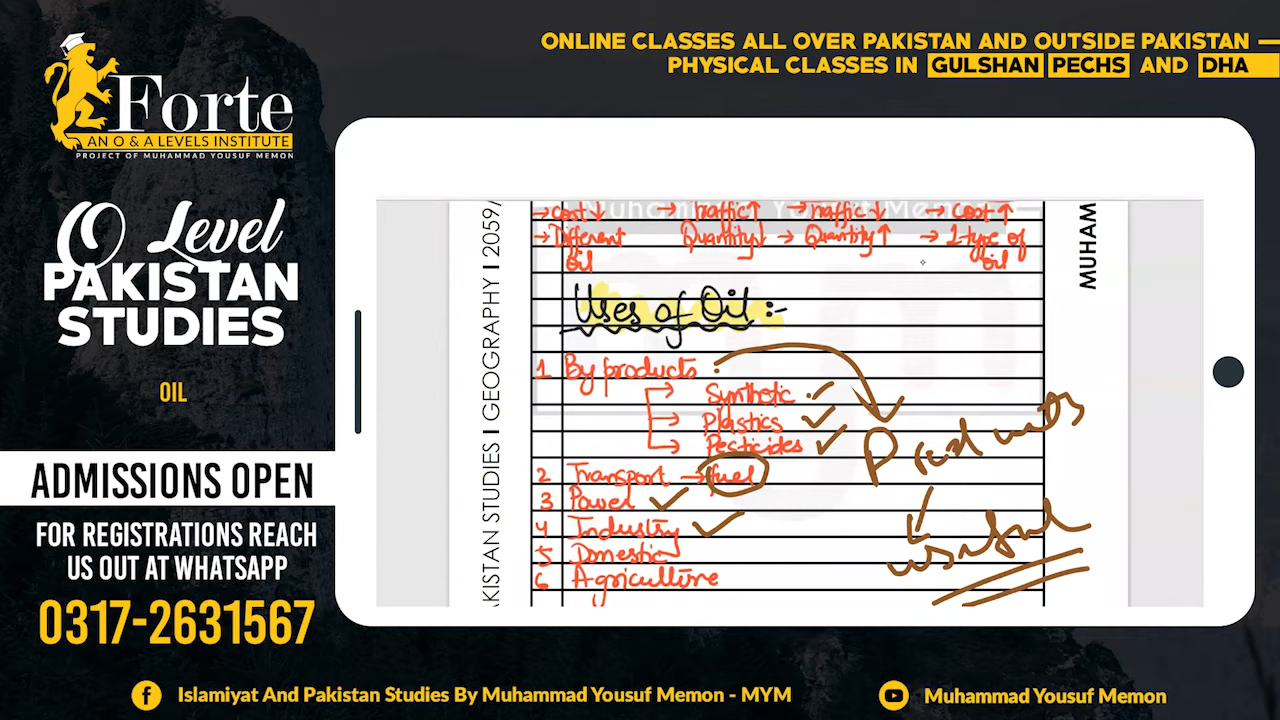 ONLINE CLASSES ALL OVER PAKISTAN AND OUTSIDE PAKISTAN
PHYSICAL CLASSES IN GULSHAN PECHS AND DHA
Forte
AN O & A LEVELS INSTITUTE
PROJECT OF MUHAMMAD YOUSUF MEMON
O Level
PAKISTAN
STUDIES
OIL
ADMISSIONS OPEN
FOR REGISTRATIONS REACH
US OUT AT WHATSAPP
0317-2631567
KISTAN STUDIES I GEOGRAPHY I 2059/
MUHAM
Muhammad Yousuf Memon
→ Cost↓ → Traffic↑ → Traffic↓ → Cost↑
→ Different Quantity↓ → Quantity↑ → 1 type of
oil oil
Uses of Oil:-
1 By products
→ Synthetic
→ Plastics ✓
→ Pesticides ✓
Products
2 Transport → fuel
3 Power ✓
4 Industry ✓
useful
5 Domestic
6 Agriculture
Islamiyat And Pakistan Studies By Muhammad Yousuf Memon - MYM
Muhammad Yousuf Memon